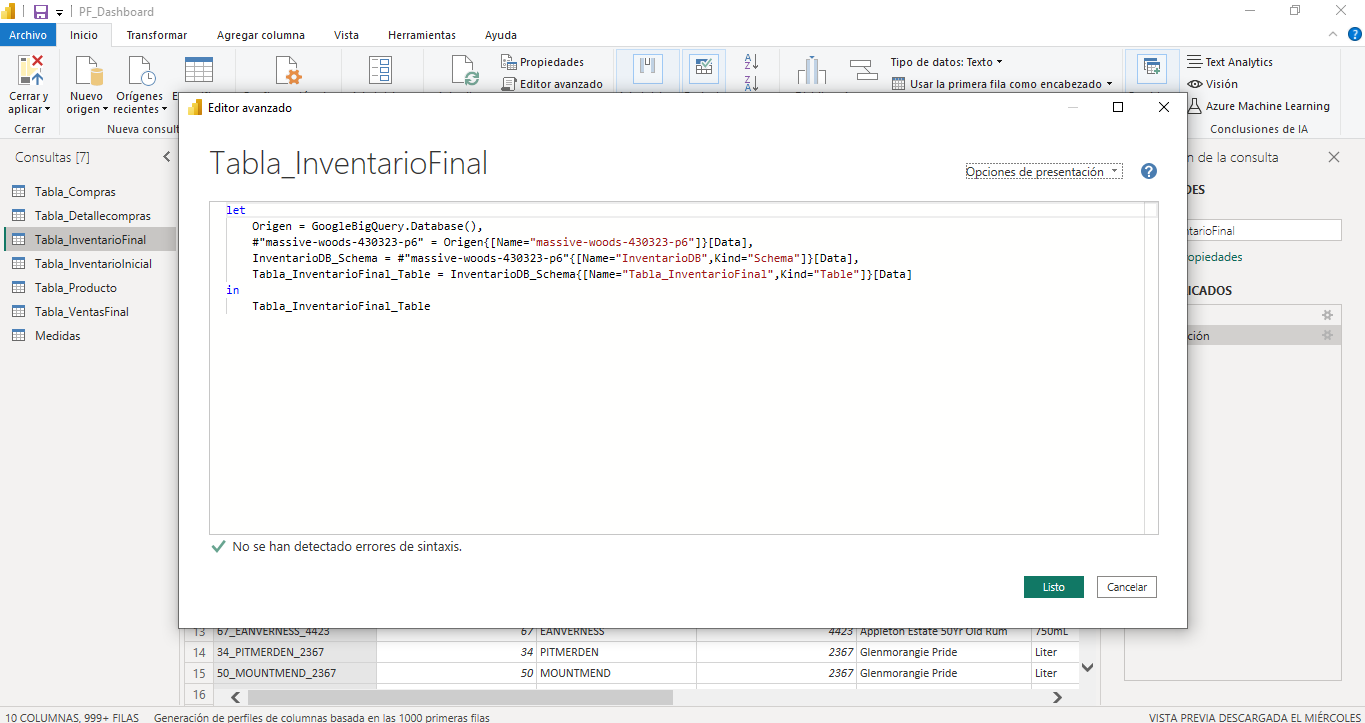 PF_Dashboard
Archivo Inicio Transformar Agregar columna Vista Herramientas Ayuda
Cerrar y aplicar
Cerrar
Nuevo origen
Orígenes recientes
Nueva consult
Propiedades
Editor avanzado
Tipo de datos: Texto
Usar la primera fila como encabezado
Text Analytics
Visión
Azure Machine Learning
Conclusiones de IA
Consultas [7]
Tabla_Compras
Tabla_Detallecompras
Tabla_InventarioFinal
Tabla_InventarioInicial
Tabla_Producto
Tabla_VentasFinal
Medidas
Editor avanzado
Tabla_InventarioFinal
Opciones de presentación
let
Origen = GoogleBigQuery.Database(),
#"massive-woods-430323-p6" = Origen{[Name="massive-woods-430323-p6"]}[Data],
InventarioDB_Schema = #"massive-woods-430323-p6"{[Name="InventarioDB",Kind="Schema"]}[Data],
Tabla_InventarioFinal_Table = InventarioDB_Schema{[Name="Tabla_InventarioFinal",Kind="Table"]}[Data]
in
Tabla_InventarioFinal_Table
No se han detectado errores de sintaxis.
Listo Cancelar
n de la consulta
DES
ntarioFinal
opiedades
ICADOS
ción
13 67_EANVERNESS_4423 67 EANVERNESS 4423 Appleton Estate 50Yr Old Rum 750mL
14 34_PITMERDEN_2367 34 PITMERDEN 2367 Glenmorangie Pride Liter
15 50_MOUNTMEND_2367 50 MOUNTMEND 2367 Glenmorangie Pride Liter
16
10 COLUMNS, 999+ FILAS Generación de perfiles de columnas basada en las 1000 primeras filas
VISTA PREVIA DESCARGADA EL MIÉRCOLES